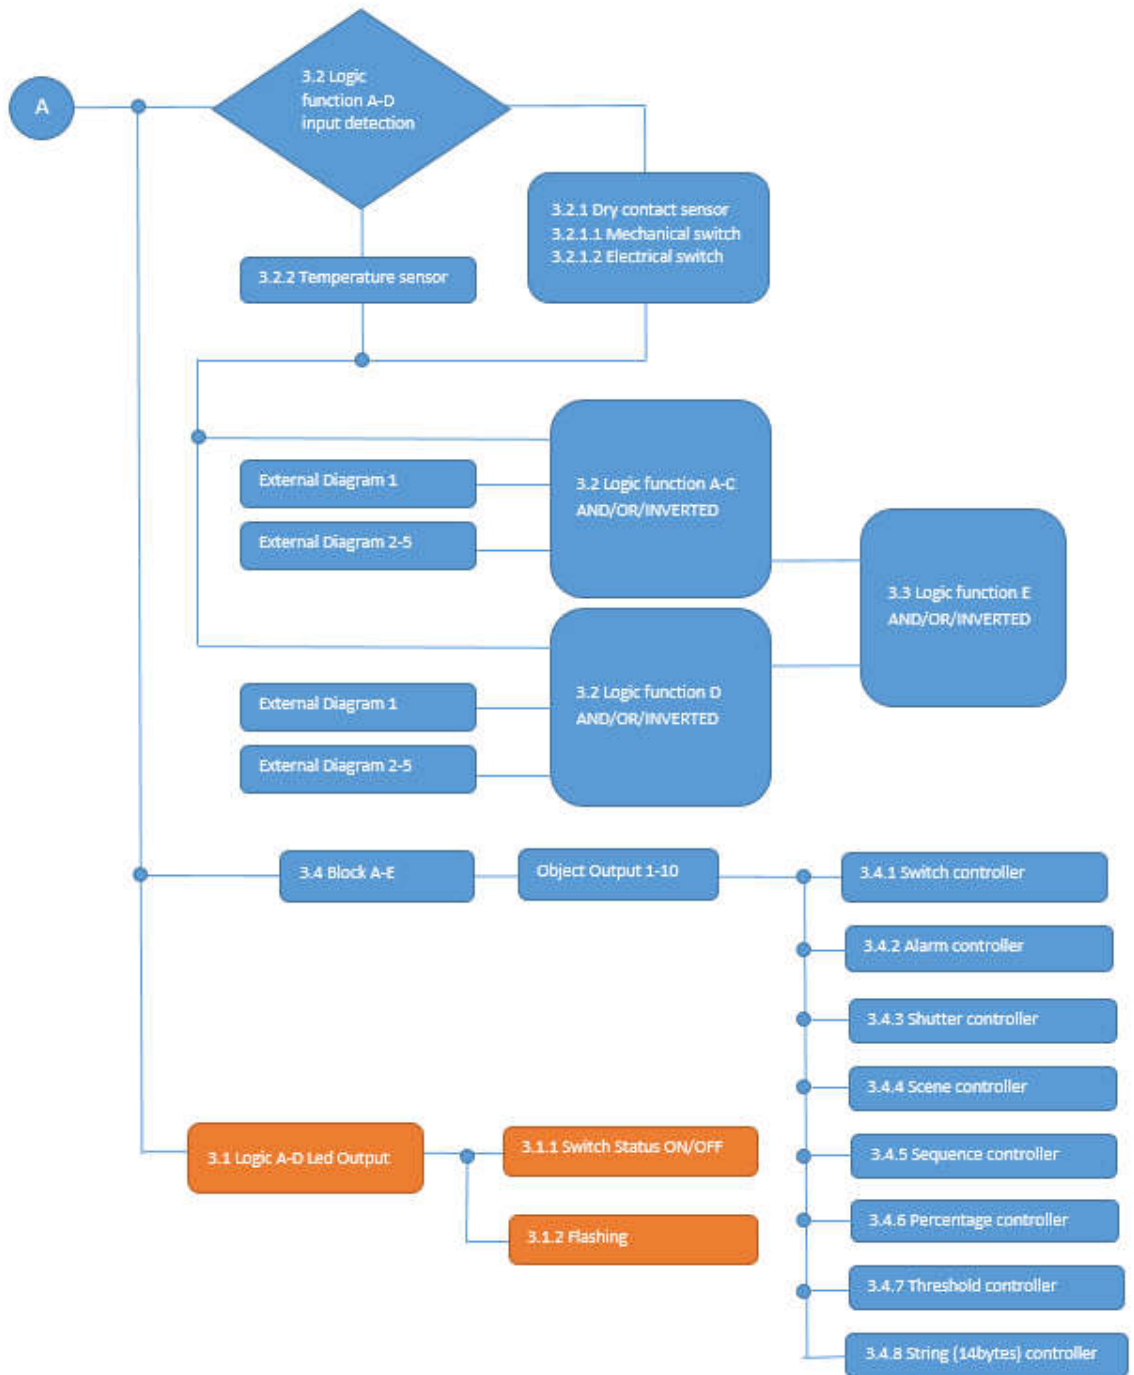 A
3.2 Logic
function A-D
input detection
3.2.1 Dry contact sensor
3.2.1.1 Mechanical switch
3.2.1.2 Electrical switch
3.2.2 Temperature sensor
External Diagram 1
External Diagram 2-5
3.2 Logic function A-C
AND/OR/INVERTED
3.3 Logic function E
AND/OR/INVERTED
3.2 Logic function D
AND/OR/INVERTED
External Diagram 1
External Diagram 2-5
3.4 Block A-E
Object Output 1-10
3.4.1 Switch controller
3.4.2 Alarm controller
3.4.3 Shutter controller
3.4.4 Scene controller
3.4.5 Sequence controller
3.4.6 Percentage controller
3.4.7 Threshold controller
3.4.8 String (14bytes) controller
3.1 Logic A-D Led Output
3.1.1 Switch Status ON/OFF
3.1.2 Flashing